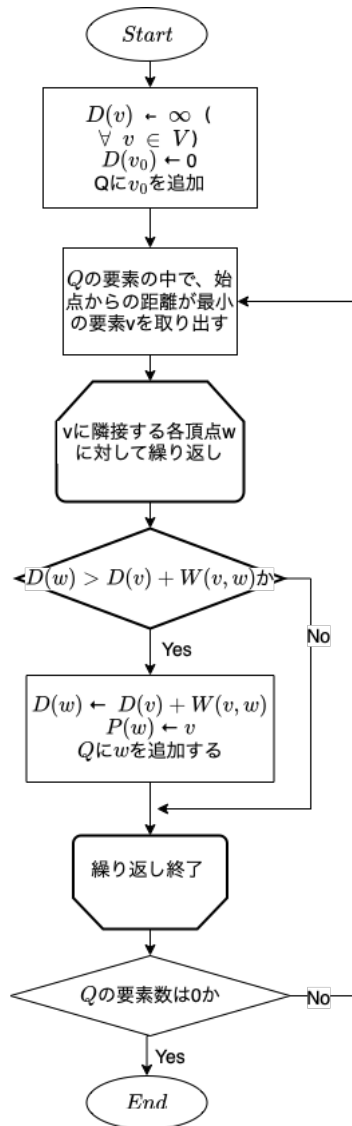 Start
D(v) ← ∞ (
∀ v ∈ V)
D(v₀) ← 0
Qにv₀を追加
Qの要素の中で、始
点からの距離が最小
の要素vを取り出す
vに隣接する各頂点w
に対して繰り返し
D(w) > D(v) + W(v, w)か
No
Yes
D(w) ← D(v) + W(v, w)
P(w) ← v
Qにwを追加する
繰り返し終了
Qの要素数は0か
No
Yes
End